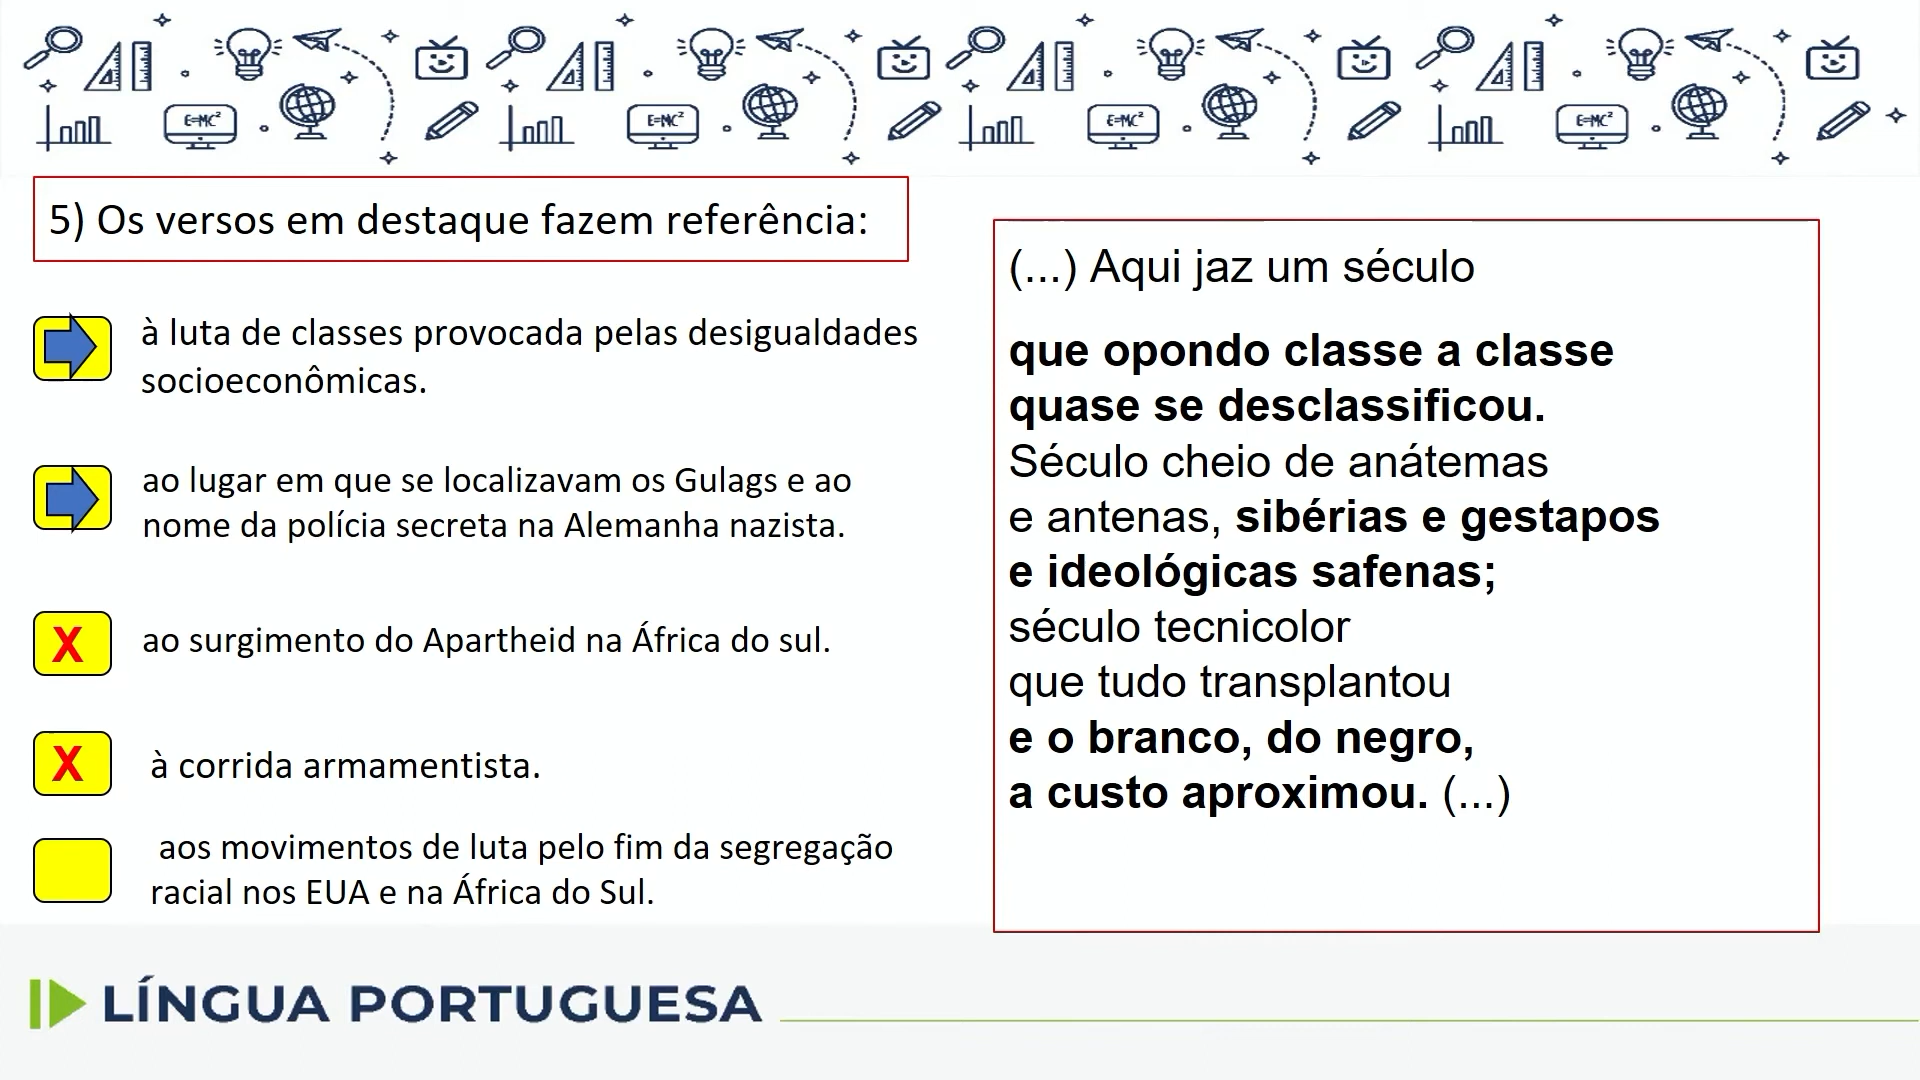 E=MC²
E=MC²
E=MC²
E=MC²
5) Os versos em destaque fazem referência:
à luta de classes provocada pelas desigualdades
socioeconômicas.
ao lugar em que se localizavam os Gulags e ao
nome da polícia secreta na Alemanha nazista.
X ao surgimento do Apartheid na África do sul.
X à corrida armamentista.
aos movimentos de luta pelo fim da segregação
racial nos EUA e na África do Sul.
(...) Aqui jaz um século
que opondo classe a classe
quase se desclassificou.
Século cheio de anátemas
e antenas, sibérias e gestapos
e ideológicas safenas;
século tecnicolor
que tudo transplantou
e o branco, do negro,
a custo aproximou. (...)
LÍNGUA PORTUGUESA